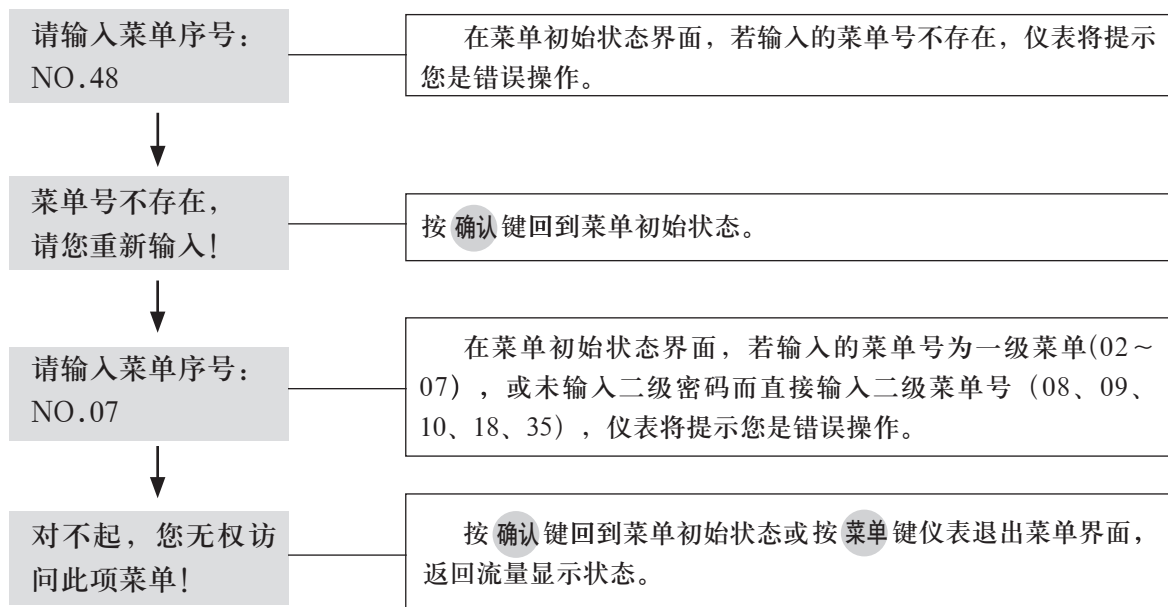 请输入菜单序号：
NO.48
在菜单初始状态界面，若输入的菜单号不存在，仪表将提示
您是错误操作。
菜单号不存在，
请您重新输入！
按 确认 键回到菜单初始状态。
请输入菜单序号：
NO.07
在菜单初始状态界面，若输入的菜单号为一级菜单(02～
07），或未输入二级密码而直接输入二级菜单号（08、09、
10、18、35），仪表将提示您是错误操作。
对不起，您无权访
问此项菜单！
按 确认 键回到菜单初始状态或按 菜单 键仪表退出菜单界面，
返回流量显示状态。